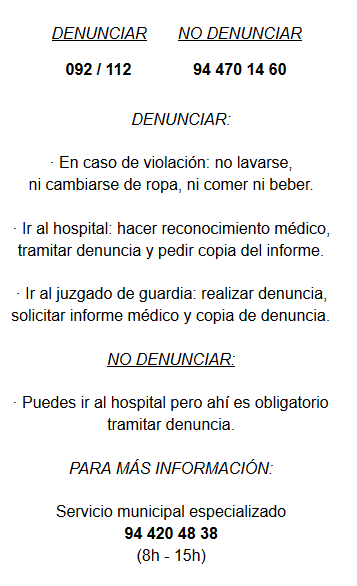 DENUNCIAR NO DENUNCIAR
092 / 112 94 470 14 60
DENUNCIAR:
· En caso de violación: no lavarse,
ni cambiarse de ropa, ni comer ni beber.
· Ir al hospital: hacer reconocimiento médico,
tramitar denuncia y pedir copia del informe.
· Ir al juzgado de guardia: realizar denuncia,
solicitar informe médico y copia de denuncia.
NO DENUNCIAR:
· Puedes ir al hospital pero ahí es obligatorio
tramitar denuncia.
PARA MÁS INFORMACIÓN:
Servicio municipal especializado
94 420 48 38
(8h - 15h)